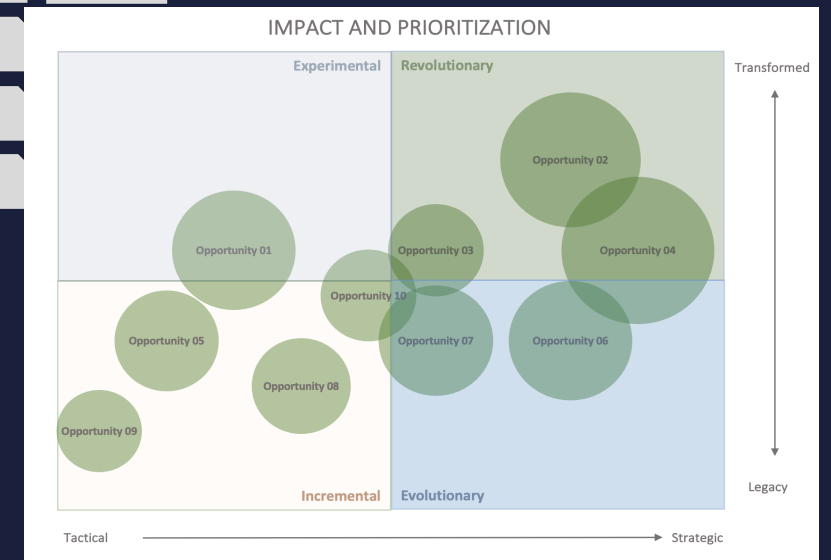 IMPACT AND PRIORITIZATION
Experimental
Revolutionary
Transformed
Opportunity 02
Opportunity 01
Opportunity 03
Opportunity 04
Opportunity 10
Opportunity 05
Opportunity 07
Opportunity 06
Opportunity 08
Opportunity 09
Incremental
Evolutionary
Legacy
Tactical
Strategic